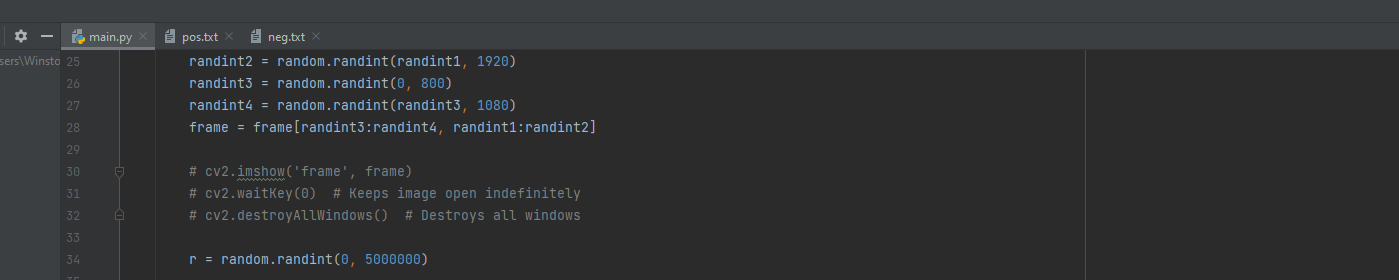 main.py pos.txt neg.txt
sers\Winsto
25 randint2 = random.randint(randint1, 1920)
26 randint3 = random.randint(0, 800)
27 randint4 = random.randint(randint3, 1080)
28 frame = frame[randint3:randint4, randint1:randint2]
29
30 # cv2.imshow('frame', frame)
31 # cv2.waitKey(0)  # Keeps image open indefinitely
32 # cv2.destroyAllWindows()  # Destroys all windows
33
34 r = random.randint(0, 5000000)